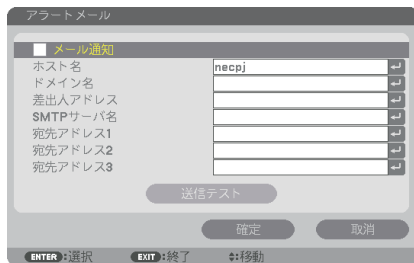 アラートメール
メール通知
ホスト名 necpj
ドメイン名
差出人アドレス
SMTPサーバ名
宛先アドレス1
宛先アドレス2
宛先アドレス3
送信テスト
確定 取消
ENTER:選択 EXIT:終了 :移動